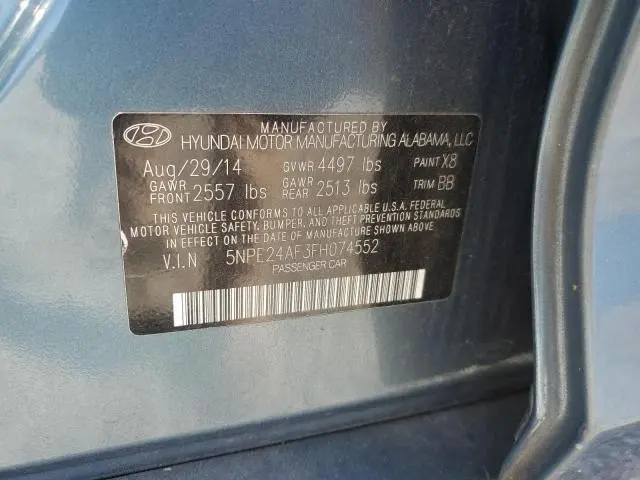 MANUFACTURED BY
HYUNDAI MOTOR MANUFACTURING ALABAMA, LLC
Aug/29/14 GVWR 4497 lbs PAINT X8
GAWR FRONT 2557 lbs GAWR REAR 2513 lbs TRIM BB
THIS VEHICLE CONFORMS TO ALL APPLICABLE U.S.A. FEDERAL
MOTOR VEHICLE SAFETY, BUMPER, AND THEFT PREVENTION STANDARDS
IN EFFECT ON THE DATE OF MANUFACTURE SHOWN ABOVE.
V.I.N 5NPE24AF3FH074552
PASSENGER CAR